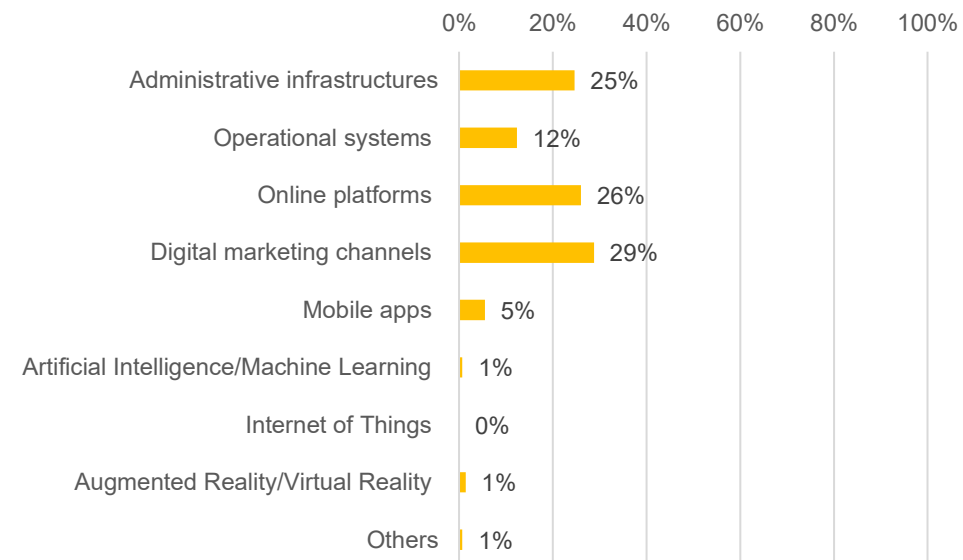 0% 20% 40% 60% 80% 100%
Administrative infrastructures 25%
Operational systems 12%
Online platforms 26%
Digital marketing channels 29%
Mobile apps 5%
Artificial Intelligence/Machine Learning 1%
Internet of Things 0%
Augmented Reality/Virtual Reality 1%
Others 1%